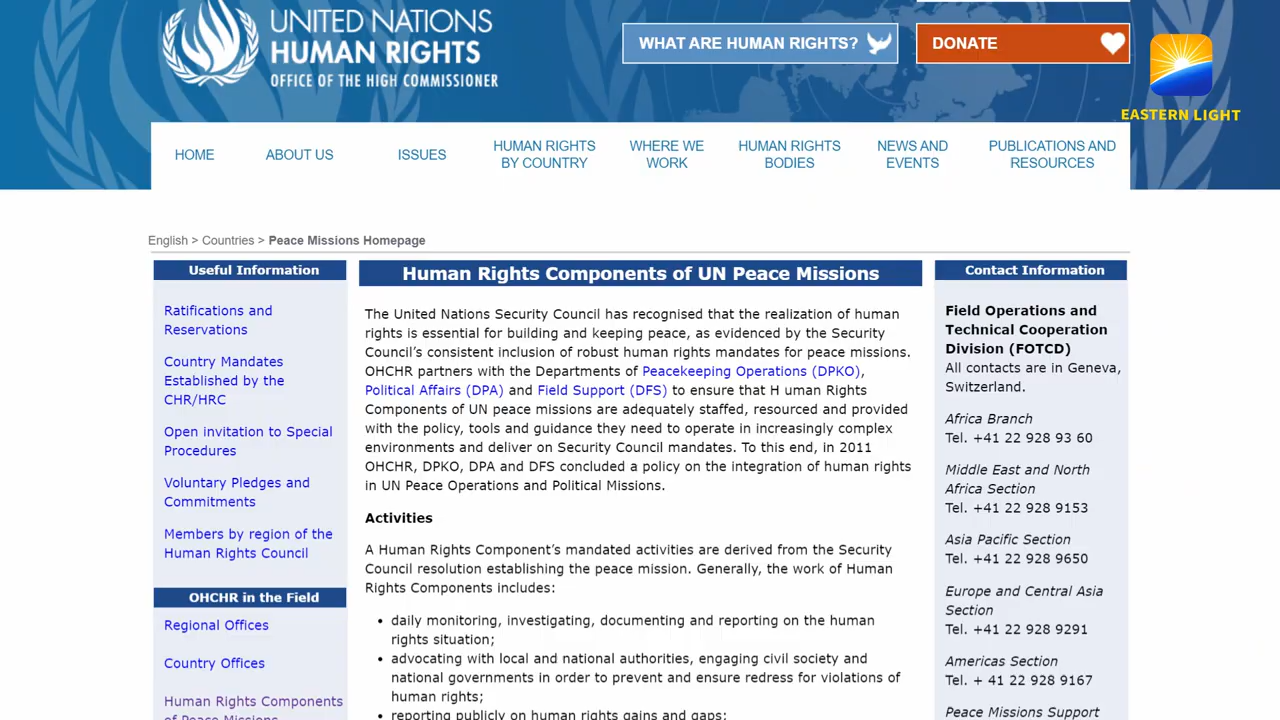 UNITED NATIONS
HUMAN RIGHTS
OFFICE OF THE HIGH COMMISSIONER
WHAT ARE HUMAN RIGHTS?
DONATE
EASTERN LIGHT
HOME
ABOUT US
ISSUES
HUMAN RIGHTS
BY COUNTRY
WHERE WE
WORK
HUMAN RIGHTS
BODIES
NEWS AND
EVENTS
PUBLICATIONS AND
RESOURCES
English > Countries > Peace Missions Homepage
Useful Information
Ratifications and
Reservations
Country Mandates
Established by the
CHR/HRC
Open invitation to Special
Procedures
Voluntary Pledges and
Commitments
Members by region of the
Human Rights Council
OHCHR in the Field
Regional Offices
Country Offices
Human Rights Components
of Peace Missions
Human Rights Components of UN Peace Missions
The United Nations Security Council has recognised that the realization of human
rights is essential for building and keeping peace, as evidenced by the Security
Council’s consistent inclusion of robust human rights mandates for peace missions.
OHCHR partners with the Departments of Peacekeeping Operations (DPKO),
Political Affairs (DPA) and Field Support (DFS) to ensure that H uman Rights
Components of UN peace missions are adequately staffed, resourced and provided
with the policy, tools and guidance they need to operate in increasingly complex
environments and deliver on Security Council mandates. To this end, in 2011
OHCHR, DPKO, DPA and DFS concluded a policy on the integration of human rights
in UN Peace Operations and Political Missions.
Activities
A Human Rights Component’s mandated activities are derived from the Security
Council resolution establishing the peace mission. Generally, the work of Human
Rights Components includes:
• daily monitoring, investigating, documenting and reporting on the human
rights situation;
• advocating with local and national authorities, engaging civil society and
national governments in order to prevent and ensure redress for violations of
human rights;
• reporting publicly on human rights gains and gaps;
Contact Information
Field Operations and
Technical Cooperation
Division (FOTCD)
All contacts are in Geneva,
Switzerland.
Africa Branch
Tel. +41 22 928 93 60
Middle East and North
Africa Section
Tel. +41 22 928 9153
Asia Pacific Section
Tel. +41 22 928 9650
Europe and Central Asia
Section
Tel. +41 22 928 9291
Americas Section
Tel. + 41 22 928 9167
Peace Missions Support